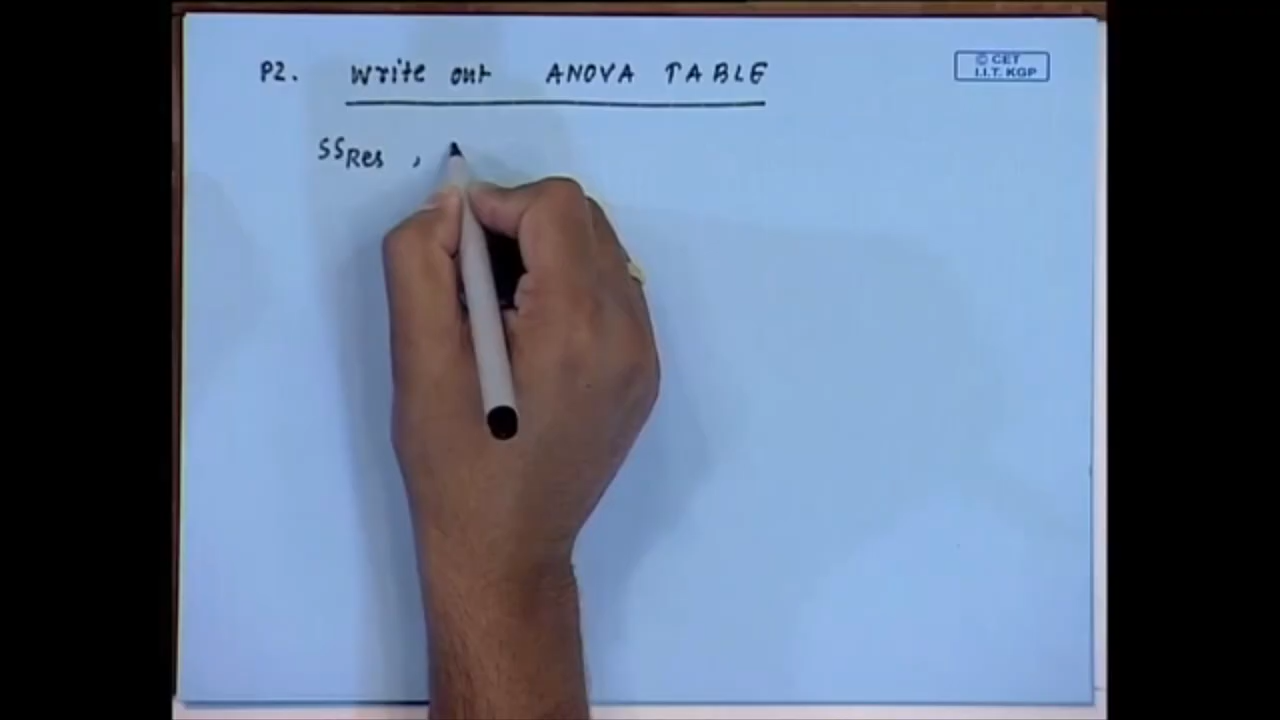 P2. Write out ANOVA TABLE
© CET
I.I.T. KGP
SSRes ,